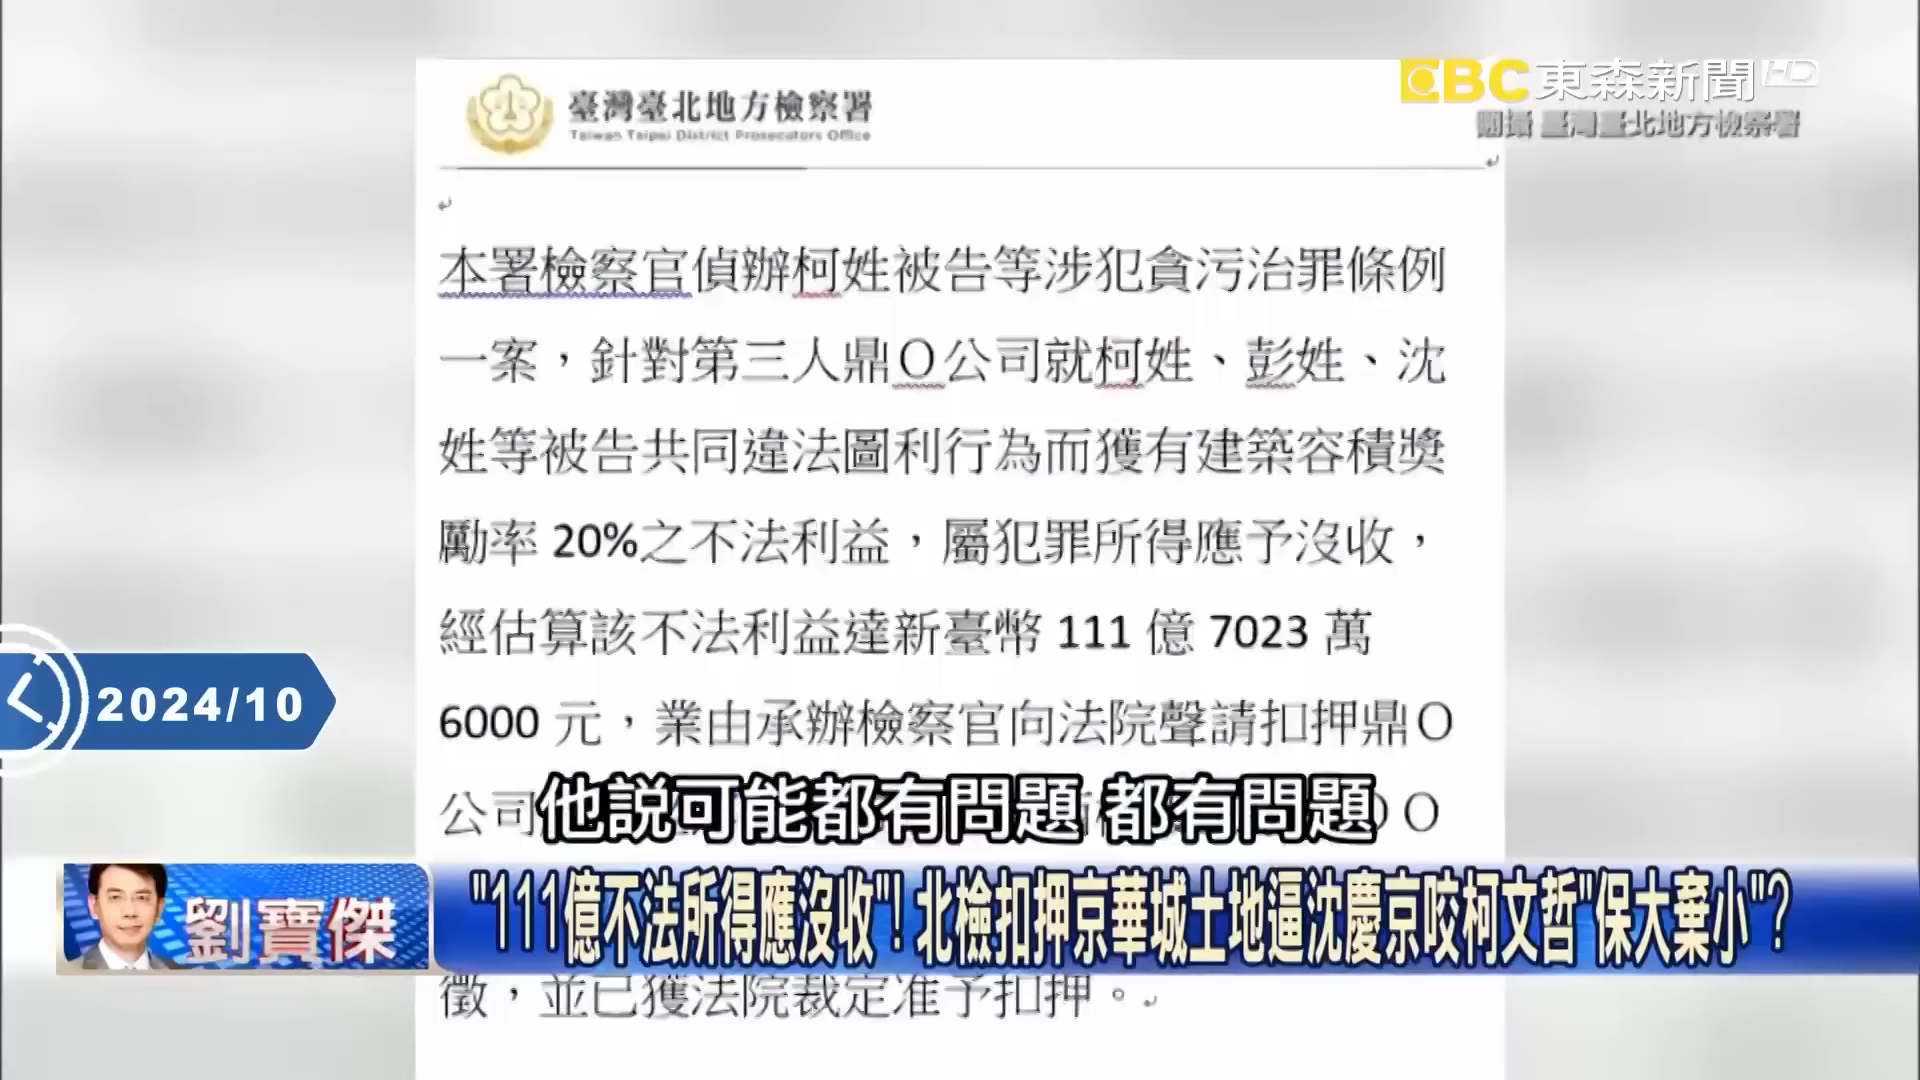 EBC 東森新聞 HD
翻攝 臺灣臺北地方檢察署
臺灣臺北地方檢察署
Taiwan Taipei District Prosecutors Office
本署檢察官偵辦柯姓被告等涉犯貪污治罪條例
一案，針對第三人鼎O公司就柯姓、彭姓、沈
姓等被告共同違法圖利行為而獲有建築容積獎
勵率 20%之不法利益，屬犯罪所得應予沒收，
經估算該不法利益達新臺幣 111 億 7023 萬
6000 元，業由承辦檢察官向法院聲請扣押鼎O
公司
OO
他説可能都有問題 都有問題
2024/10
劉寶傑
"111億不法所得應沒收"！北檢扣押京華城土地逼沈慶京咬柯文哲"保大棄小"？
徵，並已獲法院裁定准予扣押。